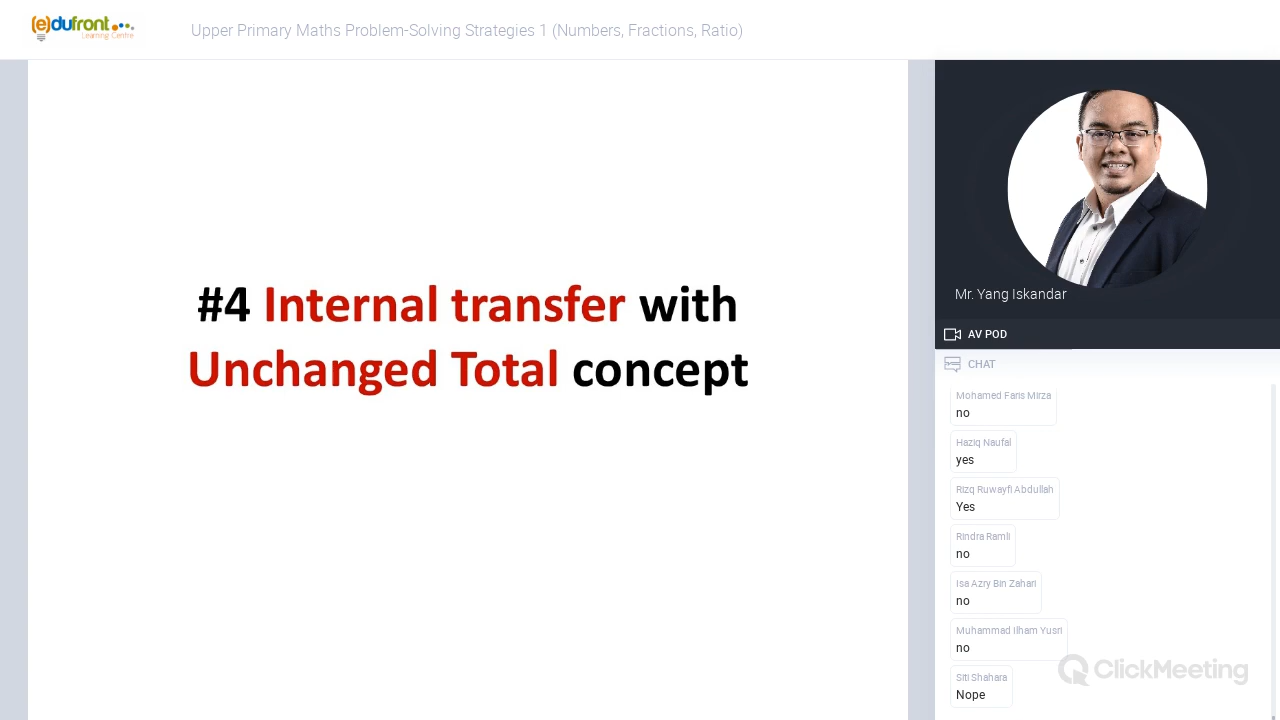 (e)dufront
Learning Centre
Upper Primary Maths Problem-Solving Strategies 1 (Numbers, Fractions, Ratio)
#4 Internal transfer with
Unchanged Total concept
Mr. Yang Iskandar
AV POD
CHAT
Mohamed Faris Mirza
no
Haziq Naufal
yes
Rizq Ruwayfi Abdullah
Yes
Rindra Ramli
no
Isa Azry Bin Zahari
no
Muhammad Ilham Yusri
no
Siti Shahara
Nope
ClickMeeting